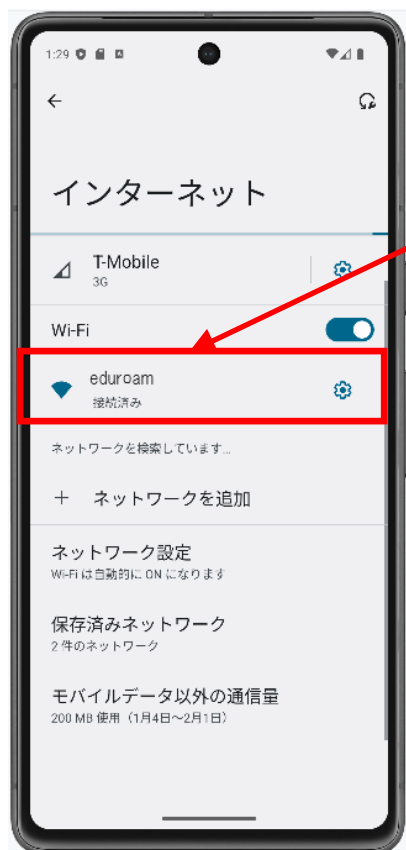 1:29
インターネット
T-Mobile
3G
Wi-Fi
eduroam
接続済み
ネットワークを検索しています...
+ ネットワークを追加
ネットワーク設定
Wi-Fi は自動的に ON になります
保存済みネットワーク
2 件のネットワーク
モバイルデータ以外の通信量
200 MB 使用（1月4日～2月1日）